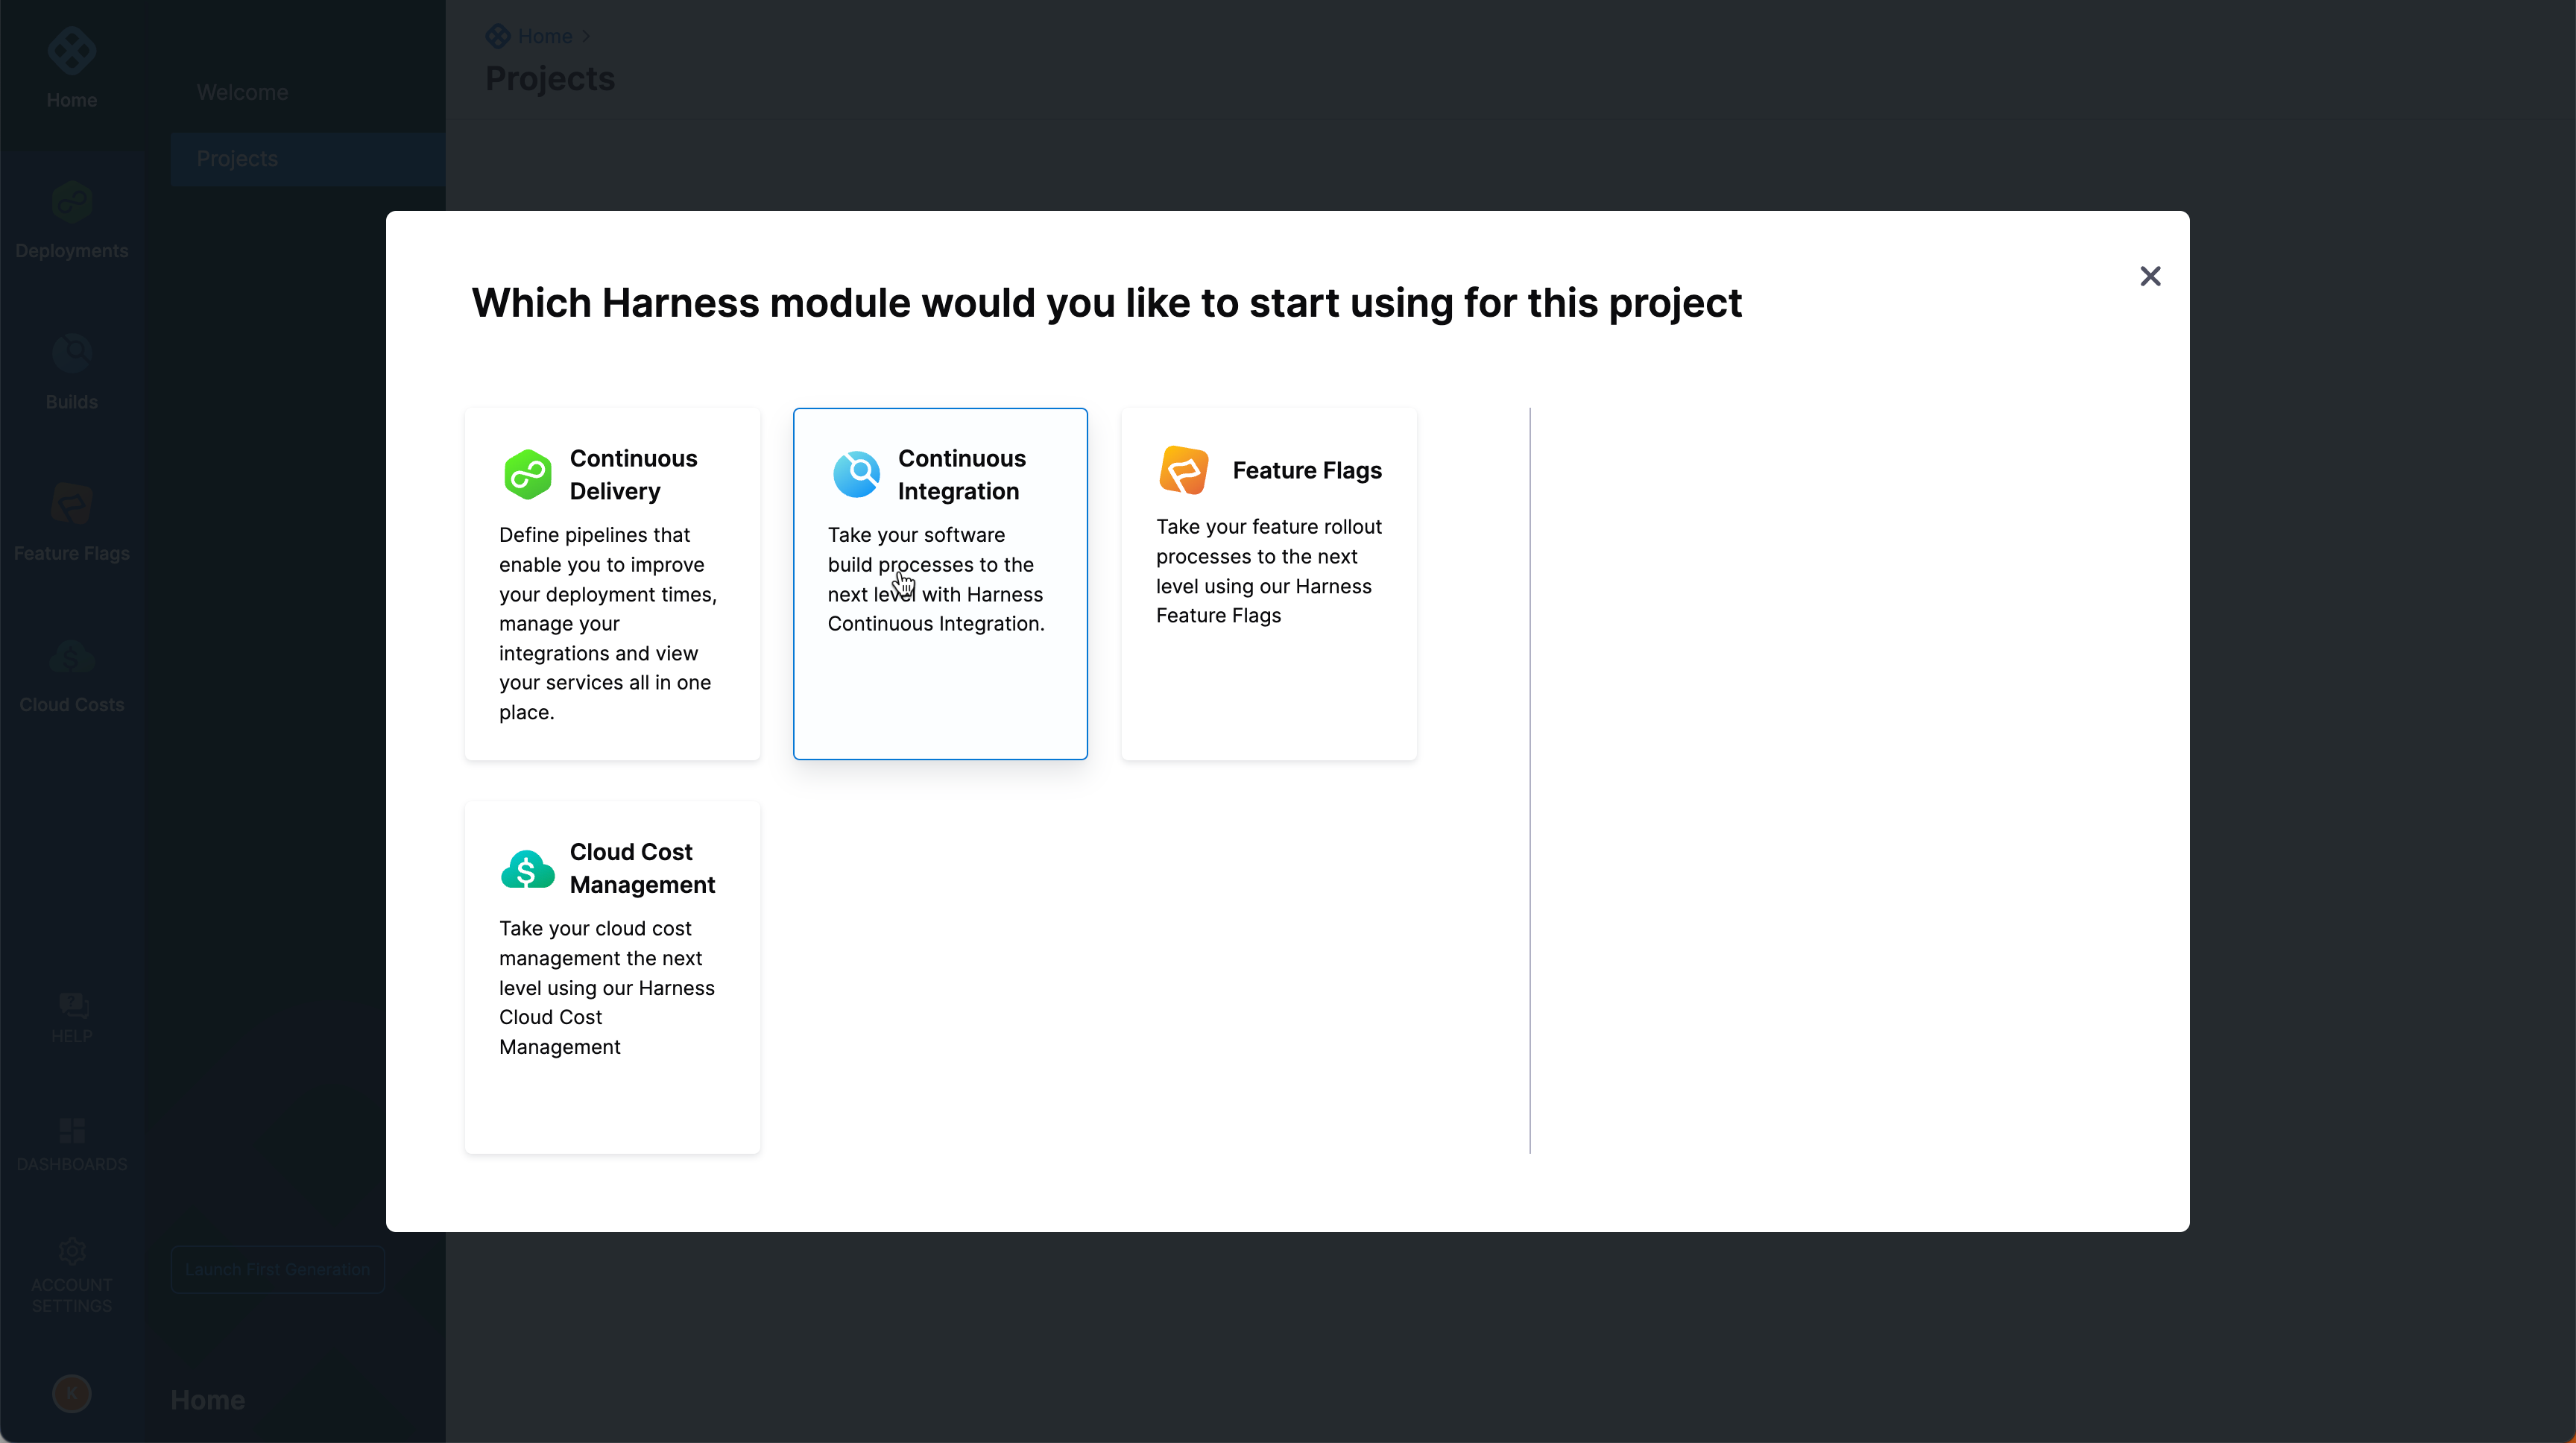 Home
Deployments
Builds
Feature Flags
Cloud Costs
HELP
DASHBOARDS
ACCOUNT
SETTINGS
K
Welcome
Projects
Launch First Generation
Home
Home
Projects
Which Harness module would you like to start using for this project
Continuous
Delivery
Define pipelines that
enable you to improve
your deployment times,
manage your
integrations and view
your services all in one
place.
Continuous
Integration
Take your software
build processes to the
next level with Harness
Continuous Integration.
Feature Flags
Take your feature rollout
processes to the next
level using our Harness
Feature Flags
Cloud Cost
Management
Take your cloud cost
management the next
level using our Harness
Cloud Cost
Management